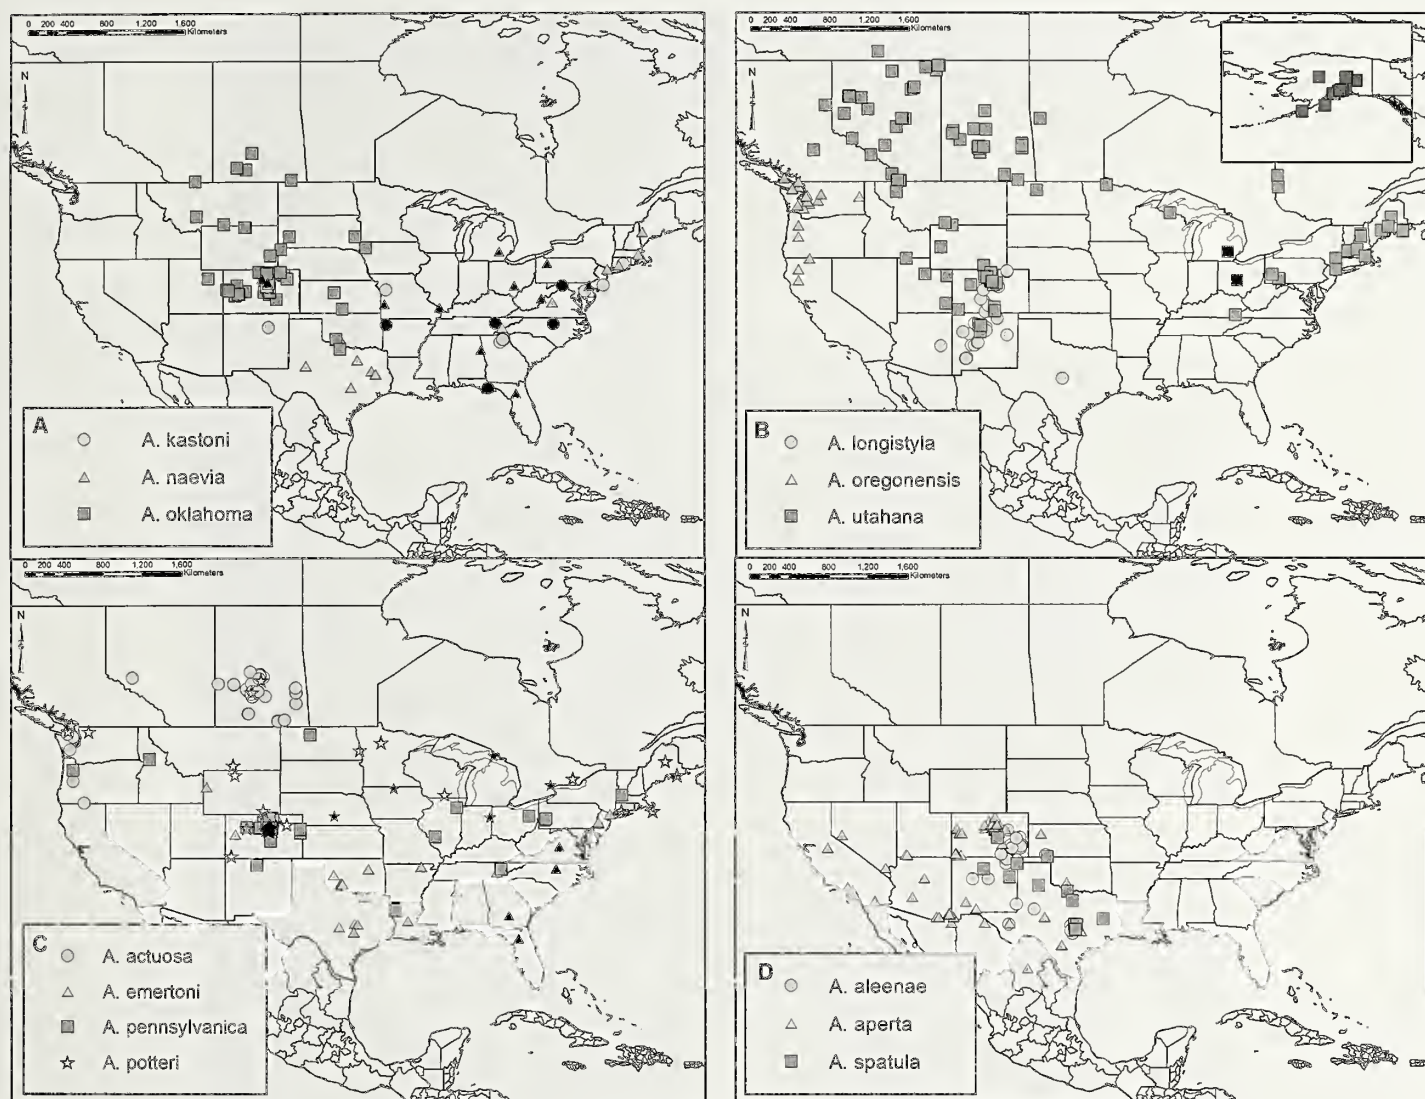 0 200 400 800 1,200 1,600
Kilometers
N
A
A. kastoni
A. naevia
A. oklahoma
0 200 400 800 1,200 1,600
Kilometers
N
B
A. longistyla
A. oregonensis
A. utahana
0 200 400 800 1,200 1,600
Kilometers
N
C
A. actuosa
A. emertoni
A. pennsylvanica
A. potteri
0 200 400 800 1,200 1,600
Kilometers
N
D
A. aleenae
A. aperta
A. spatula